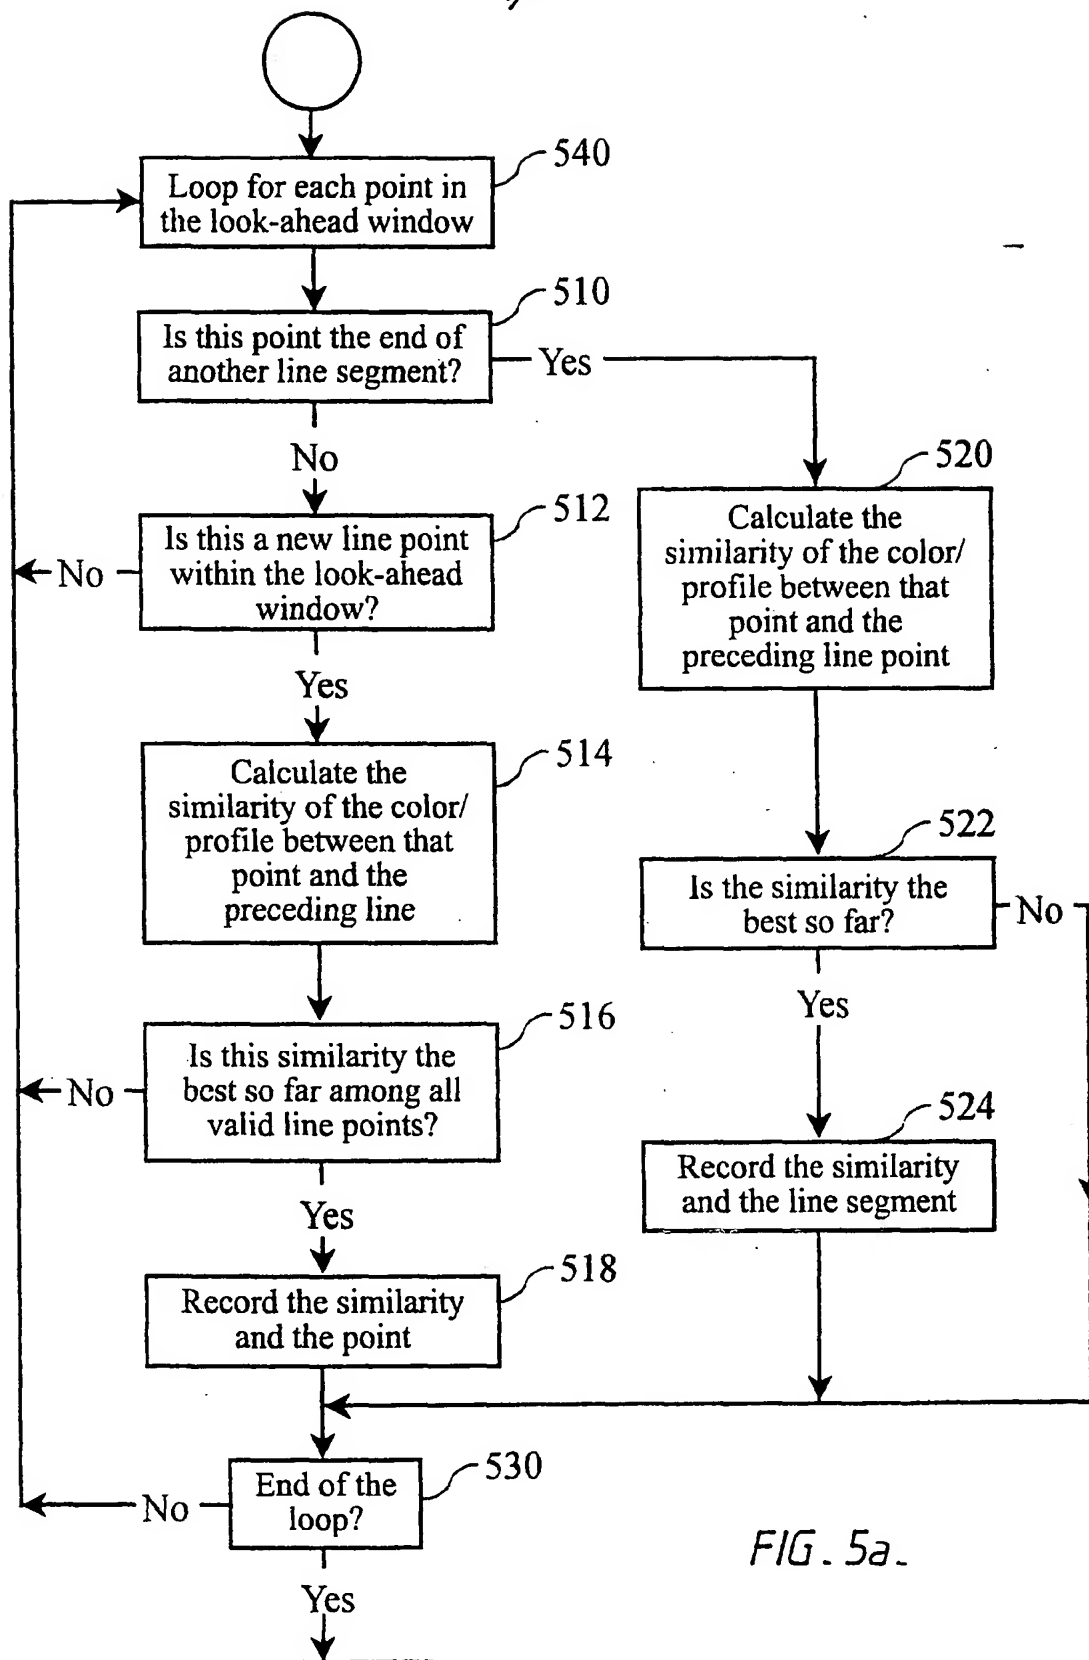 540
Loop for each point in
the look-ahead window
510
Is this point the end of
another line segment?
Yes
No
520
Calculate the
similarity of the color/
profile between that
point and the
preceding line point
512
Is this a new line point
within the look-ahead
window?
No
Yes
514
Calculate the
similarity of the color/
profile between that
point and the
preceding line
522
Is the similarity the
best so far?
No
Yes
516
Is this similarity the
best so far among all
valid line points?
No
Yes
524
Record the similarity
and the line segment
518
Record the similarity
and the point
530
End of the
loop?
No
Yes
FIG. 5a.